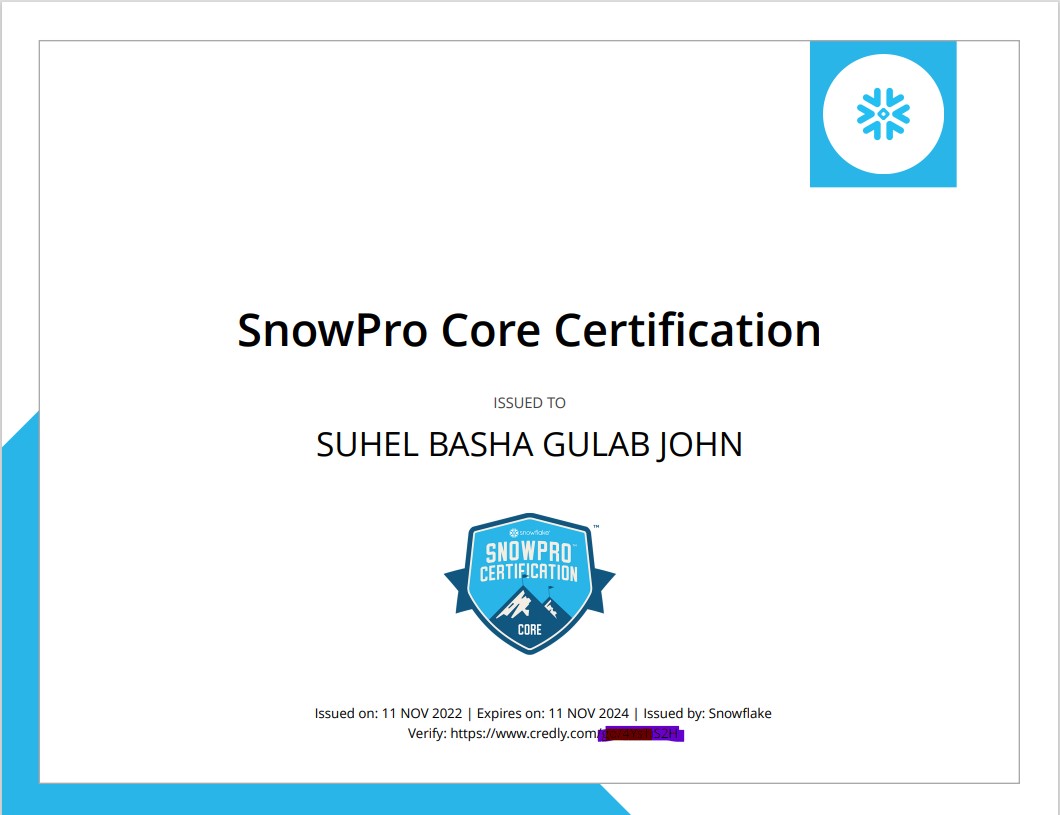 SnowPro Core Certification
ISSUED TO
SUHEL BASHA GULAB JOHN
snowflake
SNOWPRO™
CERTIFICATION
CORE
Issued on: 11 NOV 2022 | Expires on: 11 NOV 2024 | Issued by: Snowflake
Verify: https://www.credly.com/